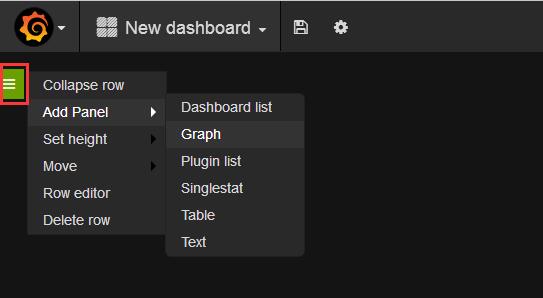 New dashboard
Collapse row
Add Panel
Set height
Move
Row editor
Delete row
Dashboard list
Graph
Plugin list
Singlestat
Table
Text